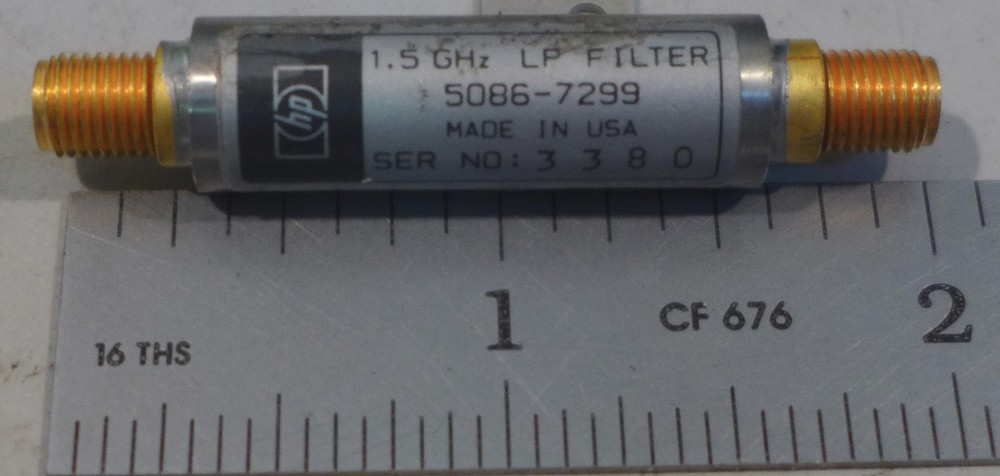 hp
1.5 GHz LP FILTER
5086-7299
MADE IN USA
SER NO: 3 3 8 0
1
CF 676
2
16 THS